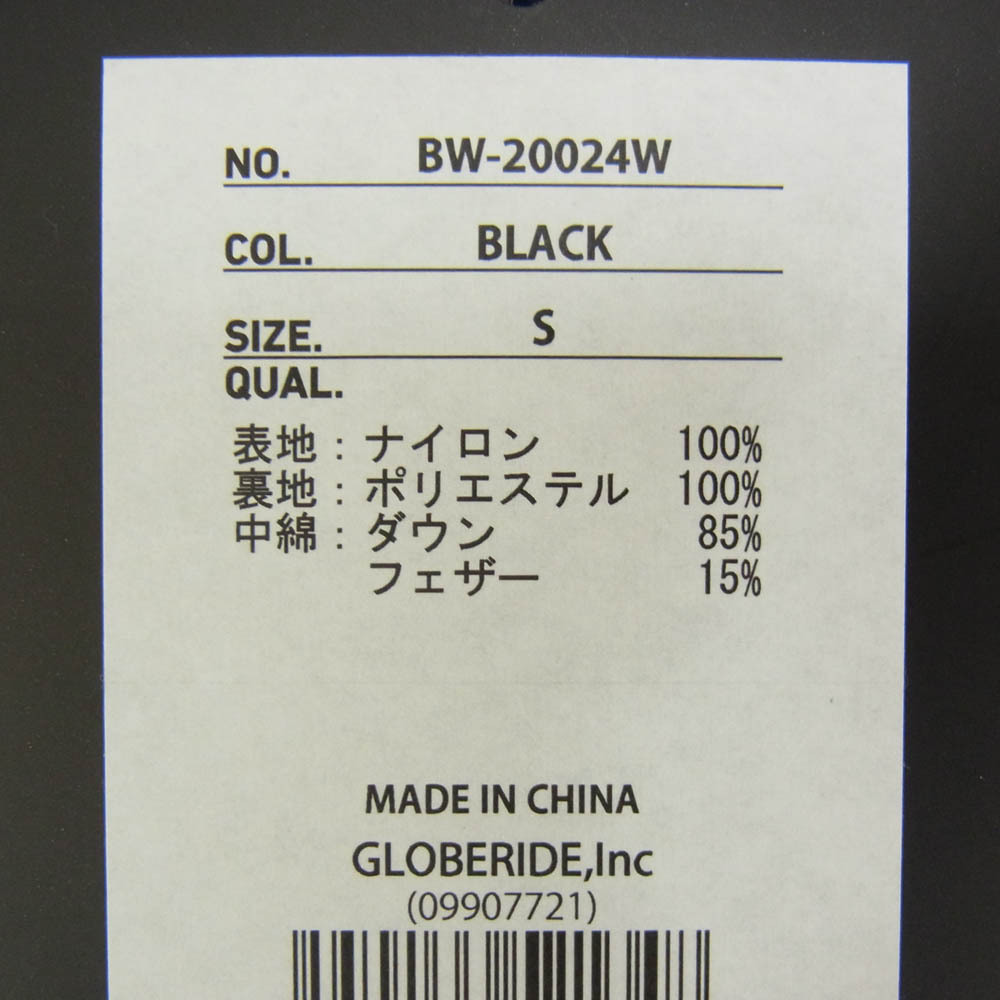 NO. BW-20024W
COL. BLACK
SIZE. S
QUAL.
表地:ナイロン 100%
裏地:ポリエステル 100%
中綿:ダウン 85%
フェザー 15%
MADE IN CHINA
GLOBERIDE,Inc
(09907721)